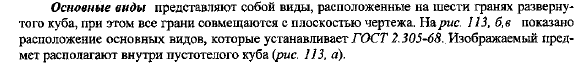 Основные виды представляют собой виды, расположенные на шести гранях разверну-
того куба, при этом все грани совмещаются с плоскостью чертежа. На рис. 113, б,в показано
расположение основных видов, которые устанавливает ГОСТ 2.305-68. Изображаемый пред-
мет располагают внутри пустотелого куба (рис. 113, а).